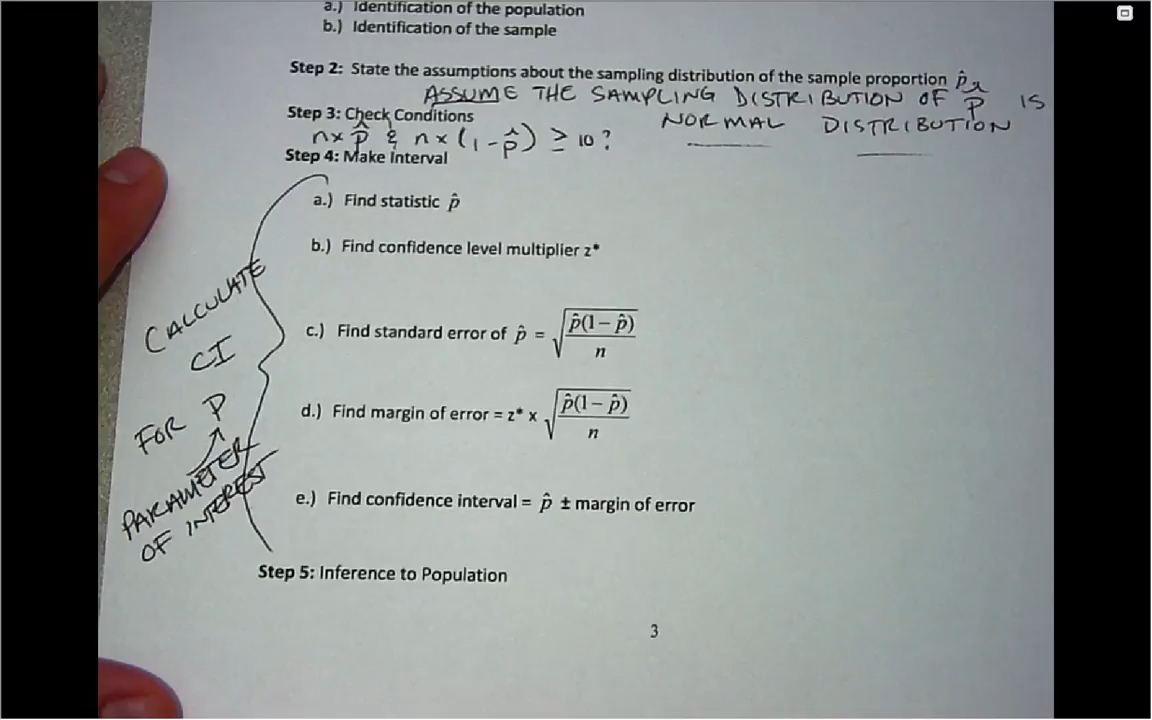 a.) Identification of the population
b.) Identification of the sample
Step 2: State the assumptions about the sampling distribution of the sample proportion p̂
ASSUME THE SAMPLING DISTRIBUTION OF p̂ IS
NORMAL DISTRIBUTION
Step 3: Check Conditions
n × p̂ & n × (1 - p̂) ≥ 10?
Step 4: Make Interval
a.) Find statistic p̂
b.) Find confidence level multiplier z*
c.) Find standard error of p̂ = √(p̂(1 − p̂)/n)
d.) Find margin of error = z* x √(p̂(1 − p̂)/n)
e.) Find confidence interval = p̂ ± margin of error
CALCULATE
CI
FOR P
PARAMETER
OF INTEREST
Step 5: Inference to Population
3